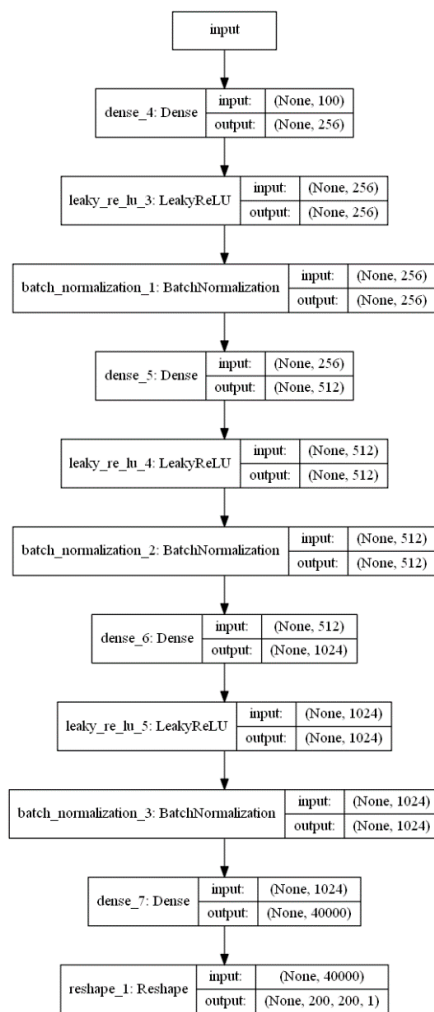 input
dense_4: Dense
input: (None, 100)
output: (None, 256)
leaky_re_lu_3: LeakyReLU
input: (None, 256)
output: (None, 256)
batch_normalization_1: BatchNormalization
input: (None, 256)
output: (None, 256)
dense_5: Dense
input: (None, 256)
output: (None, 512)
leaky_re_lu_4: LeakyReLU
input: (None, 512)
output: (None, 512)
batch_normalization_2: BatchNormalization
input: (None, 512)
output: (None, 512)
dense_6: Dense
input: (None, 512)
output: (None, 1024)
leaky_re_lu_5: LeakyReLU
input: (None, 1024)
output: (None, 1024)
batch_normalization_3: BatchNormalization
input: (None, 1024)
output: (None, 1024)
dense_7: Dense
input: (None, 1024)
output: (None, 40000)
reshape_1: Reshape
input: (None, 40000)
output: (None, 200, 200, 1)